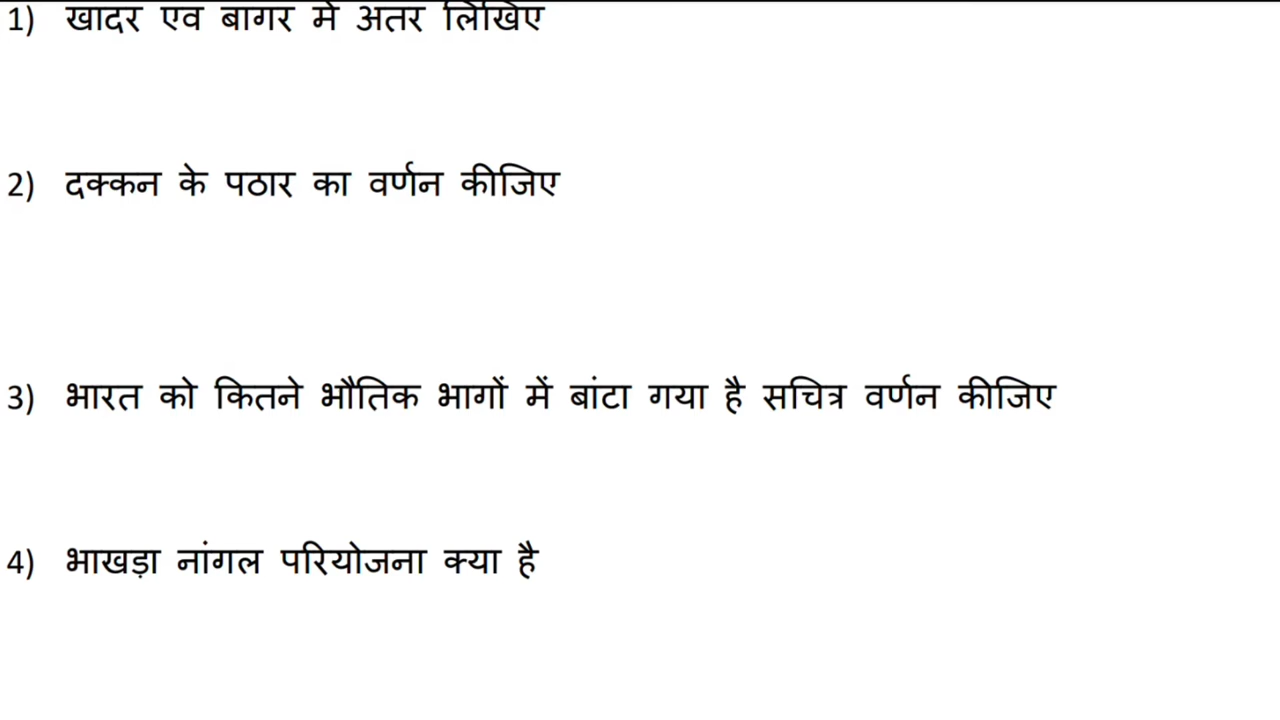 1) खादर एवं बांगर में अंतर लिखिए
2) दक्कन के पठार का वर्णन कीजिए
3) भारत को कितने भौतिक भागों में बांटा गया है सचित्र वर्णन कीजिए
4) भाखड़ा नांगल परियोजना क्या है